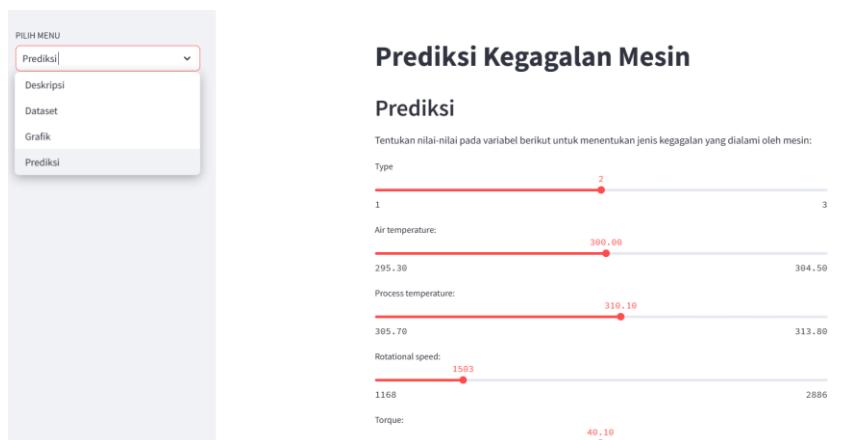 PILIH MENU
Prediksi
Deskripsi
Dataset
Grafik
Prediksi
Prediksi Kegagalan Mesin
Prediksi
Tentukan nilai-nilai pada variabel berikut untuk menentukan jenis kegagalan yang dialami oleh mesin:
Type
2
1 3
Air temperature:
300.00
295.30 304.50
Process temperature:
310.10
305.70 313.80
Rotational speed:
1503
1168 2886
Torque:
40.10